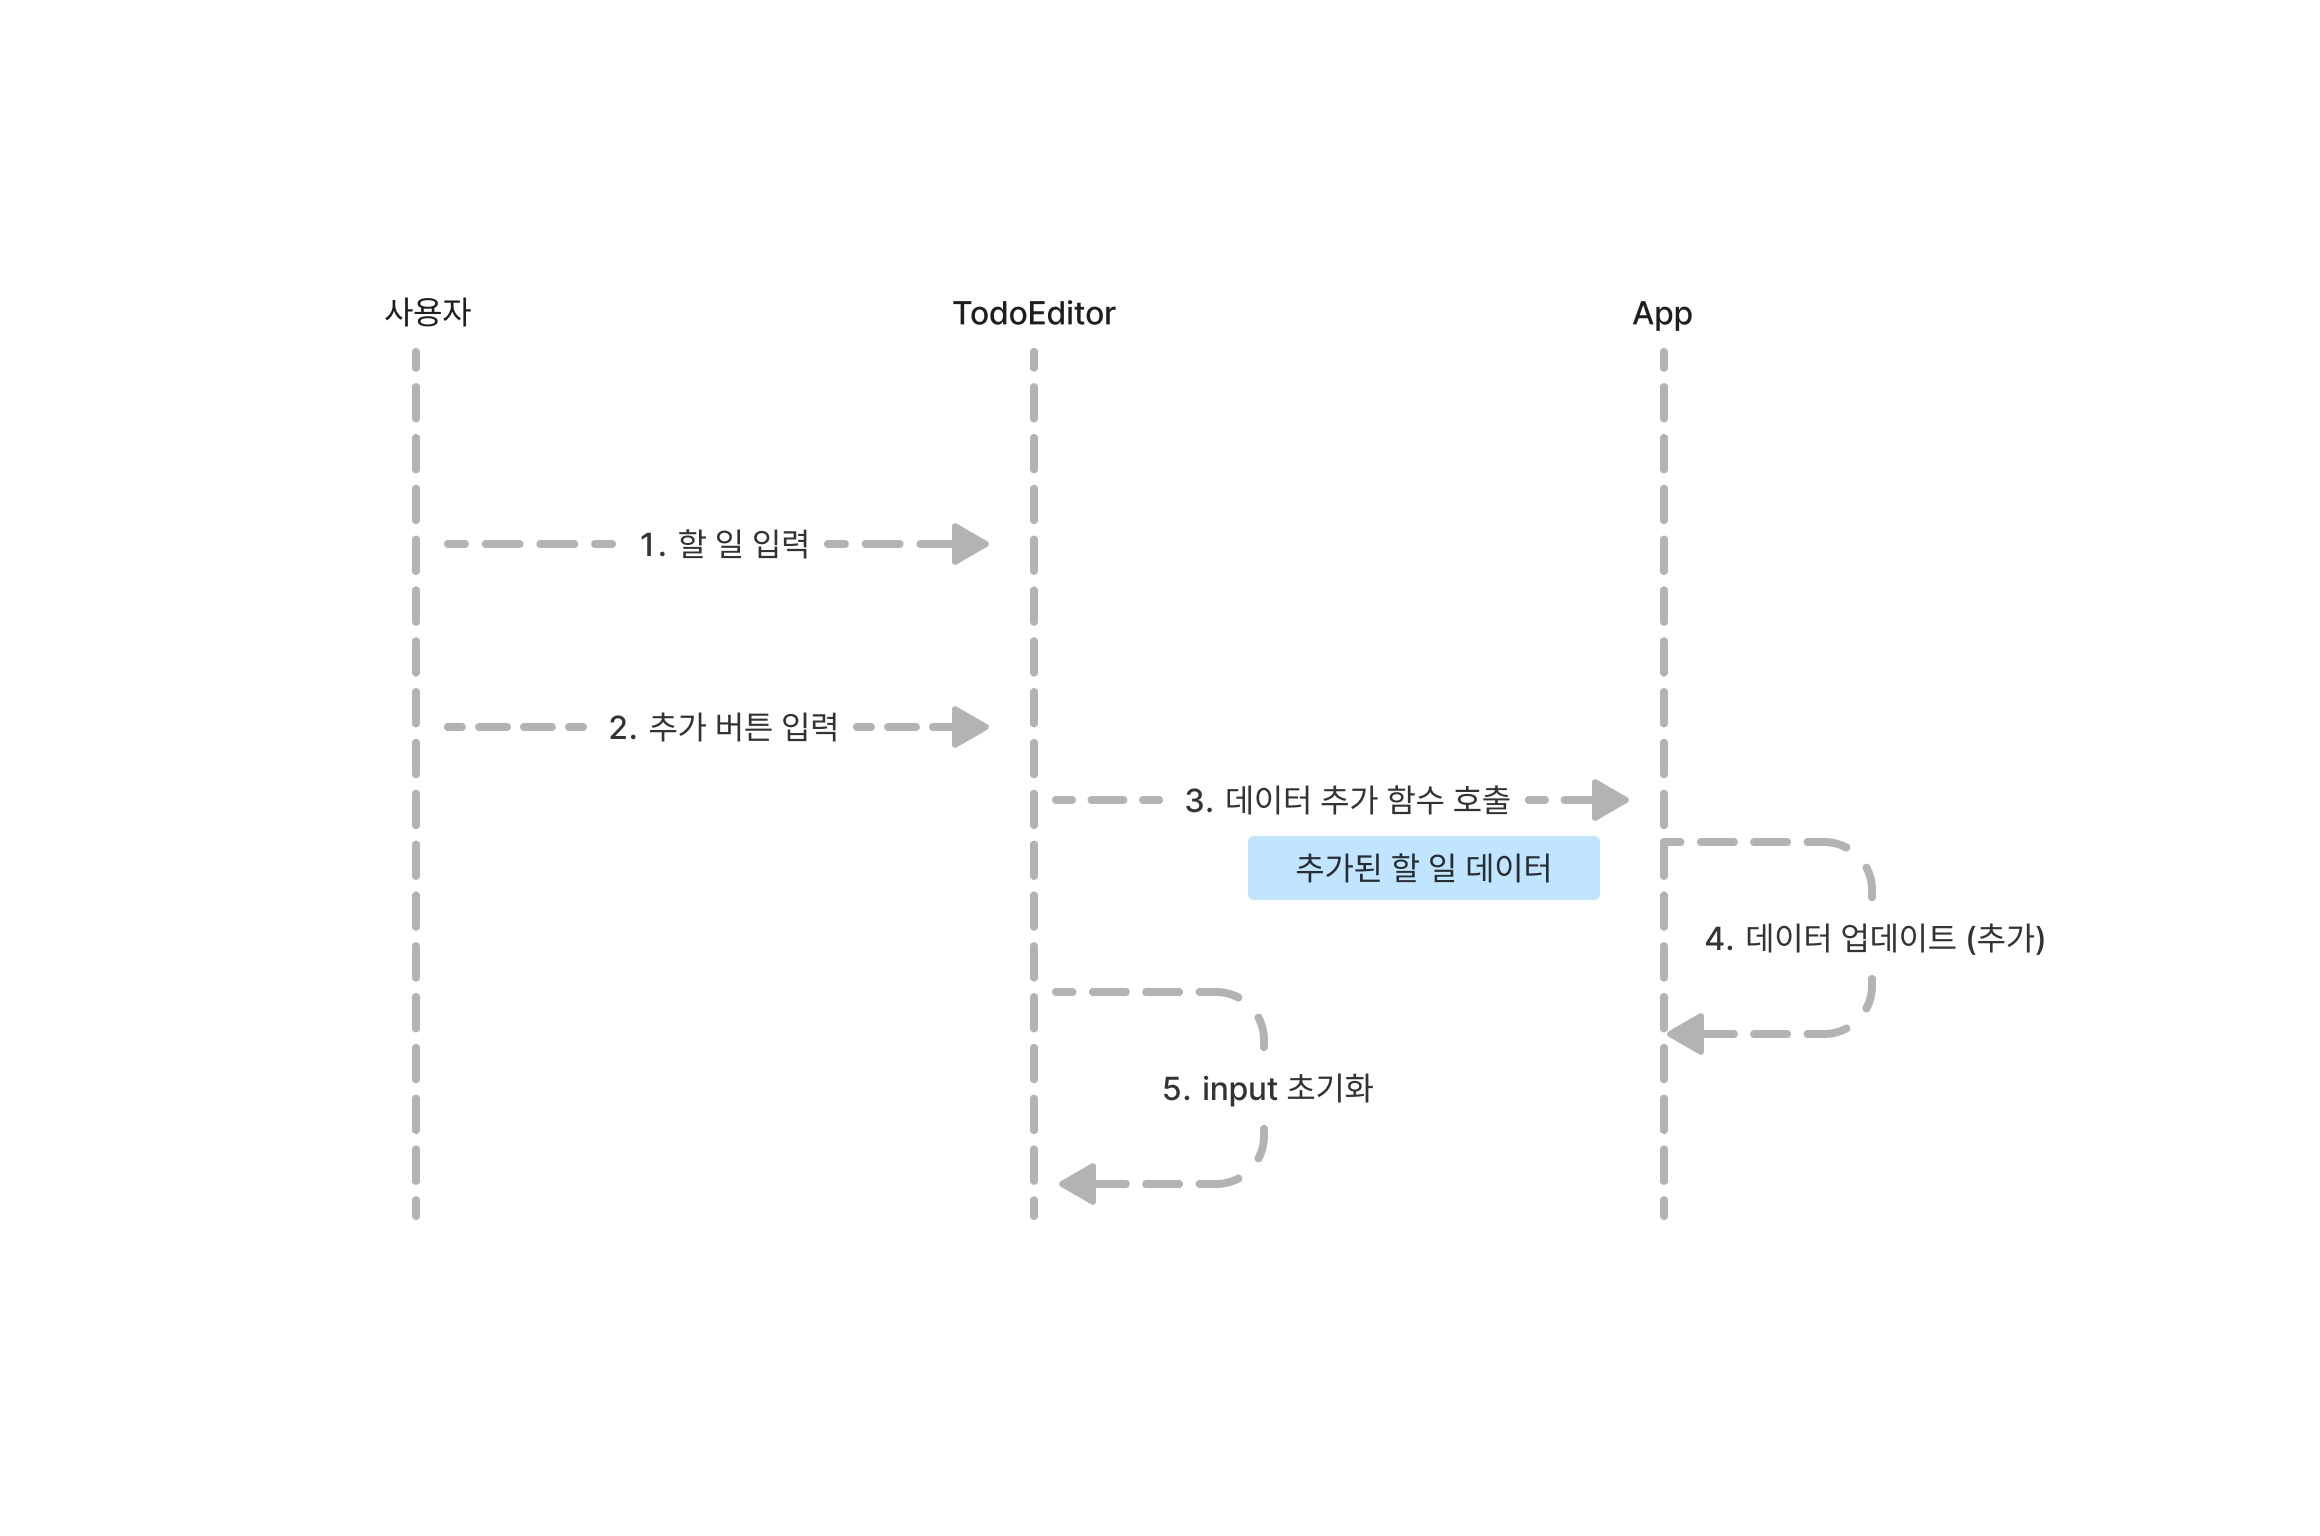 사용자
TodoEditor
App
1. 할 일 입력
2. 추가 버튼 입력
3. 데이터 추가 함수 호출
추가된 할 일 데이터
4. 데이터 업데이트 (추가)
5. input 초기화